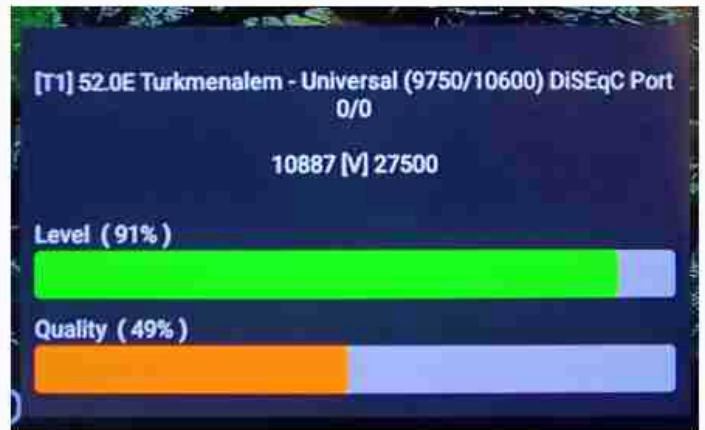 [T1] 52.0E Turkmenalem - Universal (9750/10600) DiSEqC Port
0/0
10887 [V] 27500
Level ( 91% )
Quality ( 49% )